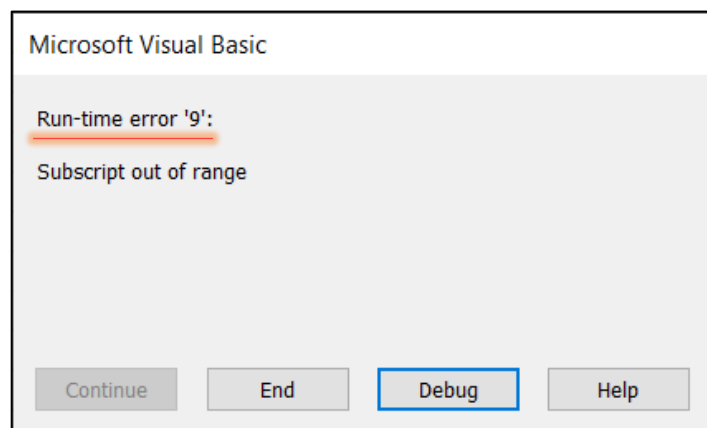 Microsoft Visual Basic
Run-time error '9':
Subscript out of range
Continue End Debug Help